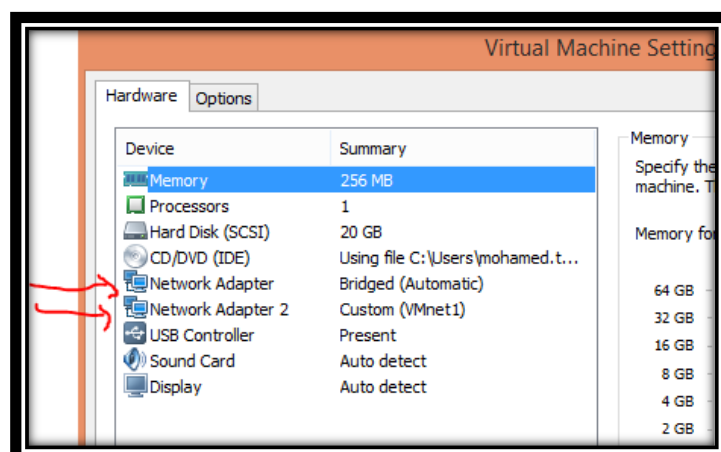 Virtual Machine Setting
Hardware Options
Device Summary
Memory 256 MB
Processors 1
Hard Disk (SCSI) 20 GB
CD/DVD (IDE) Using file C:\Users\mohamed.t...
Network Adapter Bridged (Automatic)
Network Adapter 2 Custom (VMnet1)
USB Controller Present
Sound Card Auto detect
Display Auto detect
Memory
Specify the
machine. T
Memory fo
64 GB
32 GB
16 GB
8 GB
4 GB
2 GB